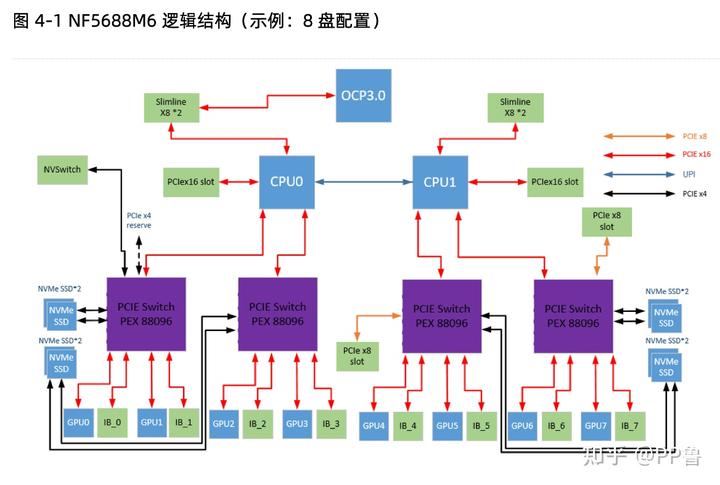 图 4-1 NF5688M6 逻辑结构（示例：8 盘配置）
Slimline
X8 *2
OCP3.0
Slimline
X8 *2
PCIE x8
PCIE x16
UPI
PCIE x4
NVSwitch
PCIEx16 slot
CPU0
CPU1
PCIEx16 slot
PCIe x4
reserve
PCIe x8
slot
NVMe SSD*2
NVMe
SSD
NVMe SSD*2
NVMe
SSD
PCIE Switch
PEX 88096
PCIE Switch
PEX 88096
PCIE Switch
PEX 88096
PCIE Switch
PEX 88096
PCIe x8
slot
NVMe SSD*2
NVMe
SSD
NVMe SSD*2
NVMe
SSD
GPU0
IB_0
GPU1
IB_1
GPU2
IB_2
GPU3
IB_3
GPU4
IB_4
GPU5
IB_5
GPU6
IB_6
GPU7
IB_7
知乎 @PP鲁